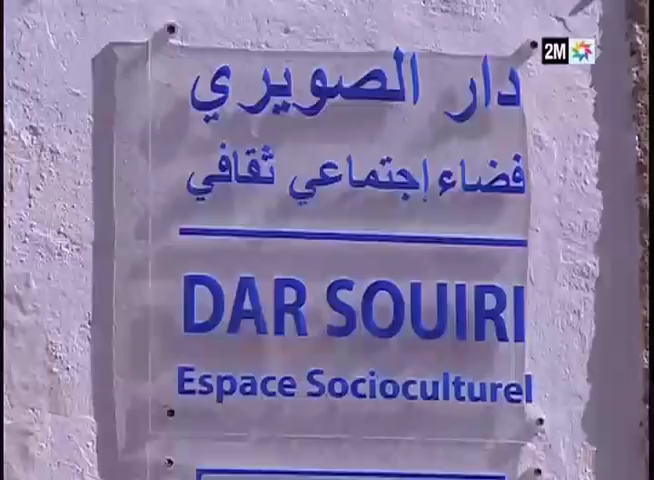 2M
دار الصويري
فضاء إجتماعي ثقافي
DAR SOUIRI
Espace Socioculturel